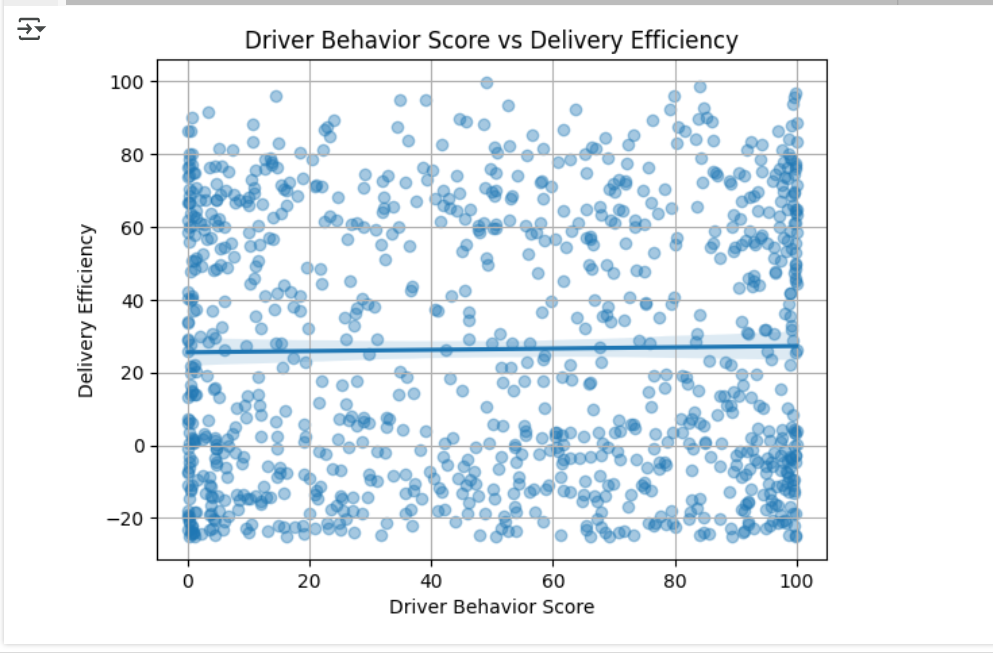 Driver Behavior Score vs Delivery Efficiency
100
80
60
40
20
0
−20
Delivery Efficiency
0 20 40 60 80 100
Driver Behavior Score